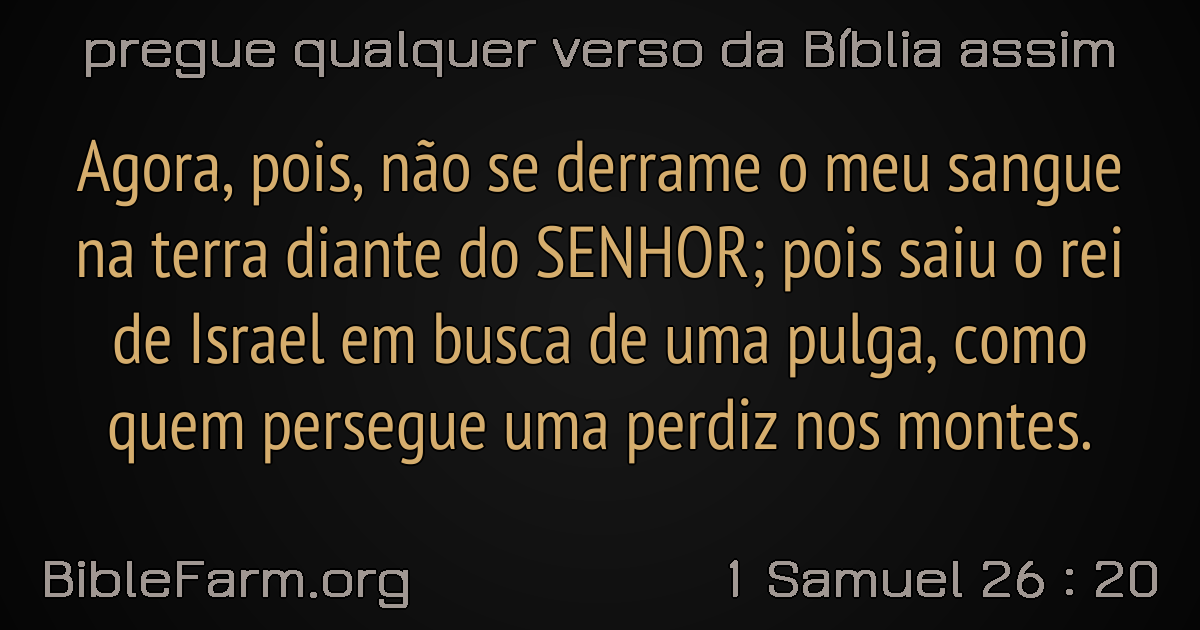 pregue qualquer verso da Bíblia assim
Agora, pois, não se derrame o meu sangue
na terra diante do SENHOR; pois saiu o rei
de Israel em busca de uma pulga, como
quem persegue uma perdiz nos montes.
BibleFarm.org
1 Samuel 26 : 20